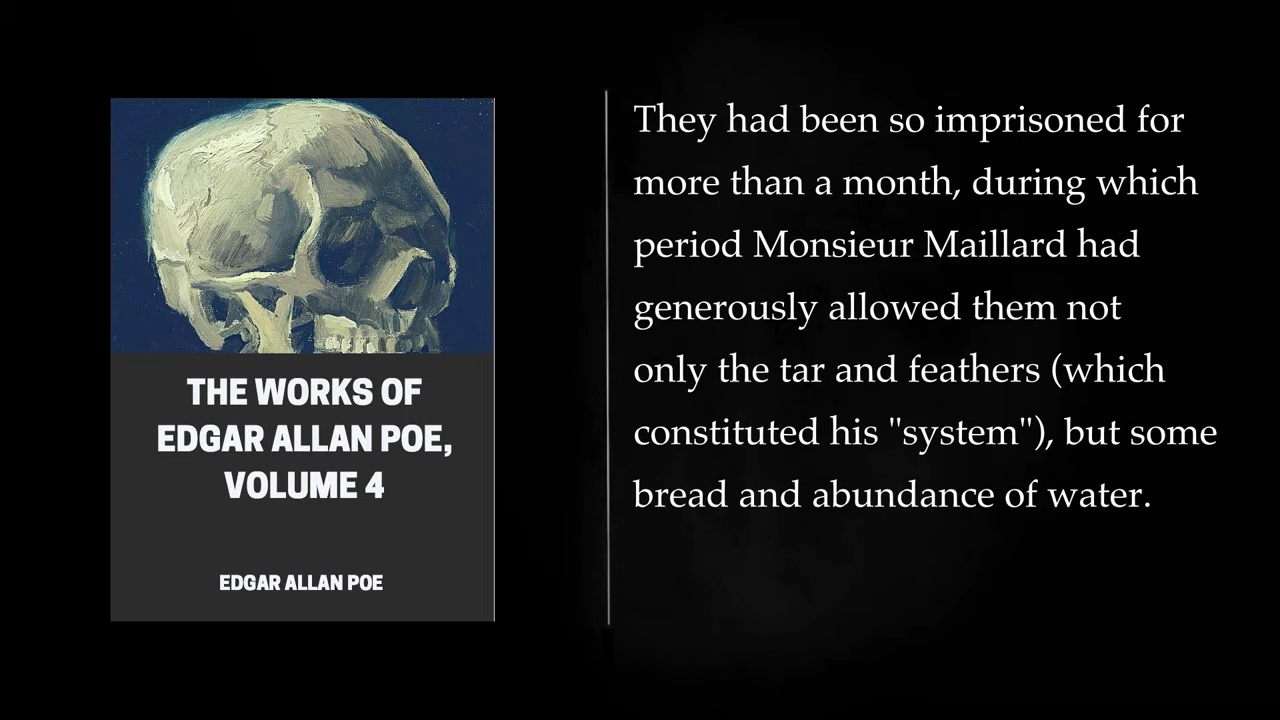 THE WORKS OF
EDGAR ALLAN POE,
VOLUME 4
EDGAR ALLAN POE
They had been so imprisoned for
more than a month, during which
period Monsieur Maillard had
generously allowed them not
only the tar and feathers (which
constituted his "system"), but some
bread and abundance of water.